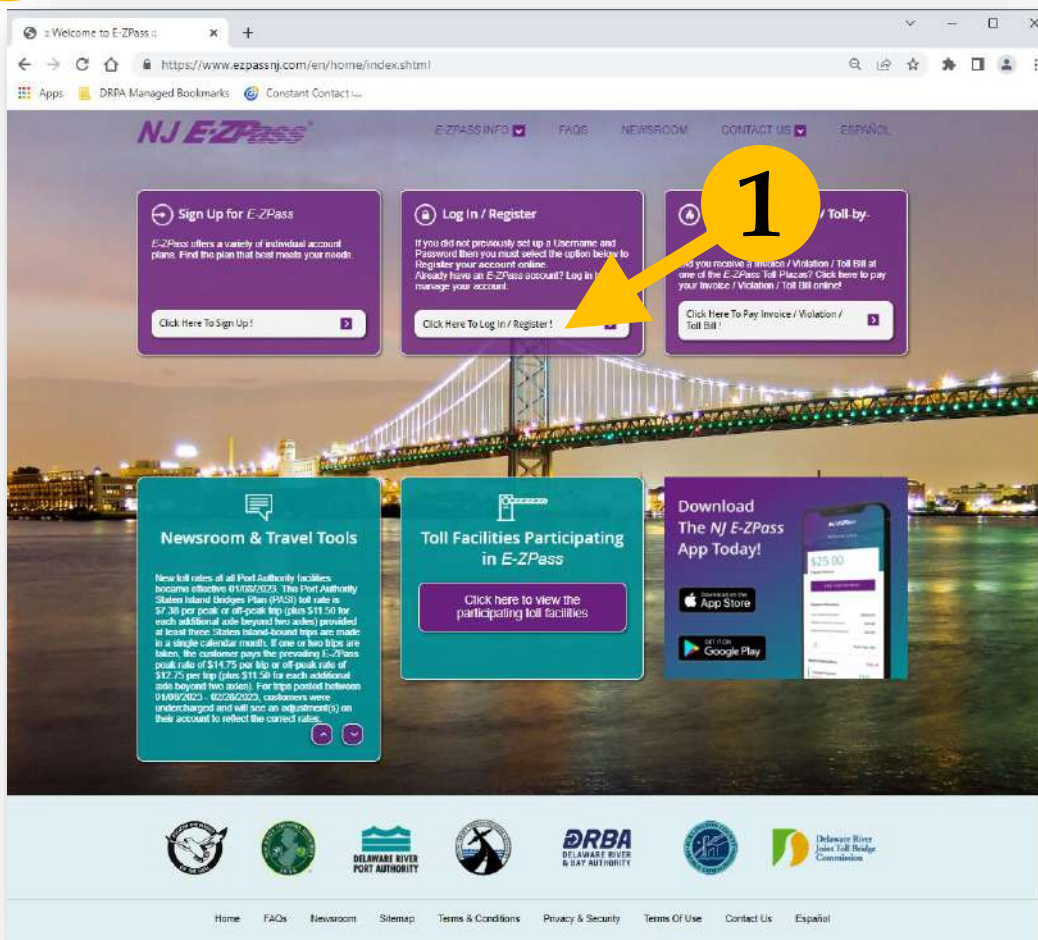 :: Welcome to E-ZPass ::
https://www.ezpassnj.com/en/home/index.shtml
Apps DRPA Managed Bookmarks Constant Contact :...
NJ E-ZPass
E-ZPASS INFO FAQS NEWSROOM CONTACT US ESPAÑOL
1
Sign Up for E-ZPass
E-ZPass offers a variety of individual account
plans. Find the plan that best meets your needs.
Click Here To Sign Up !
Log In / Register
If you did not previously set up a Username and
Password then you must select the option below to
Register your account online.
Already have an E-ZPass account? Log in
manage your account.
Click Here To Log In / Register !
/ Toll-by-
you receive a Invoice / Violation / Toll Bill at
one of the E-ZPass Toll Plazas? Click here to pay
your Invoice / Violation / Toll Bill online!
Click Here To Pay Invoice / Violation /
Toll Bill !
Newsroom & Travel Tools
New toll rates at all Port Authority facilities
became effective 01/08/2023. The Port Authority
Staten Island Bridges Plan (PASI) toll rate is
$7.38 per peak or off-peak trip (plus $11.50 for
each additional axle beyond two axles) provided
at least three Staten Island-bound trips are made
in a single calendar month. If one or two trips are
taken, the customer pays the prevailing E-ZPass
peak rate of $14.75 per trip or off-peak rate of
$12.75 per trip (plus $11.50 for each additional
axle beyond two axles). For trips posted between
01/08/2023 - 02/28/2023, customers were
undercharged and will see an adjustment(s) on
their account to reflect the correct rates.
Toll Facilities Participating
in E-ZPass
Click here to view the
participating toll facilities
Download
The NJ E-ZPass
App Today!
Download on the
App Store
GET IT ON
Google Play
$25.00
DELAWARE RIVER
PORT AUTHORITY
DRBA
DELAWARE RIVER
& BAY AUTHORITY
Delaware River
Joint Toll Bridge
Commission
Home FAQs Newsroom Sitemap Terms & Conditions Privacy & Security Terms Of Use Contact Us Español